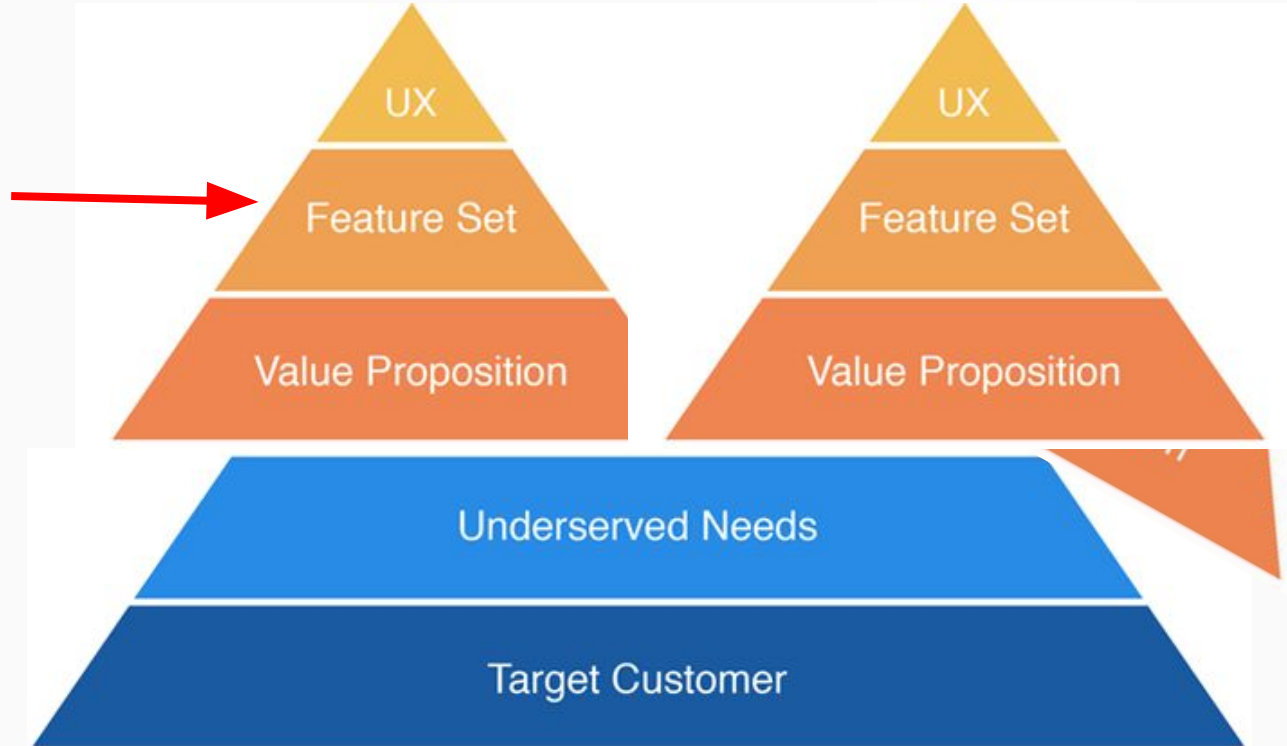 UX
Feature Set
Value Proposition
UX
Feature Set
Value Proposition
Underserved Needs
Target Customer